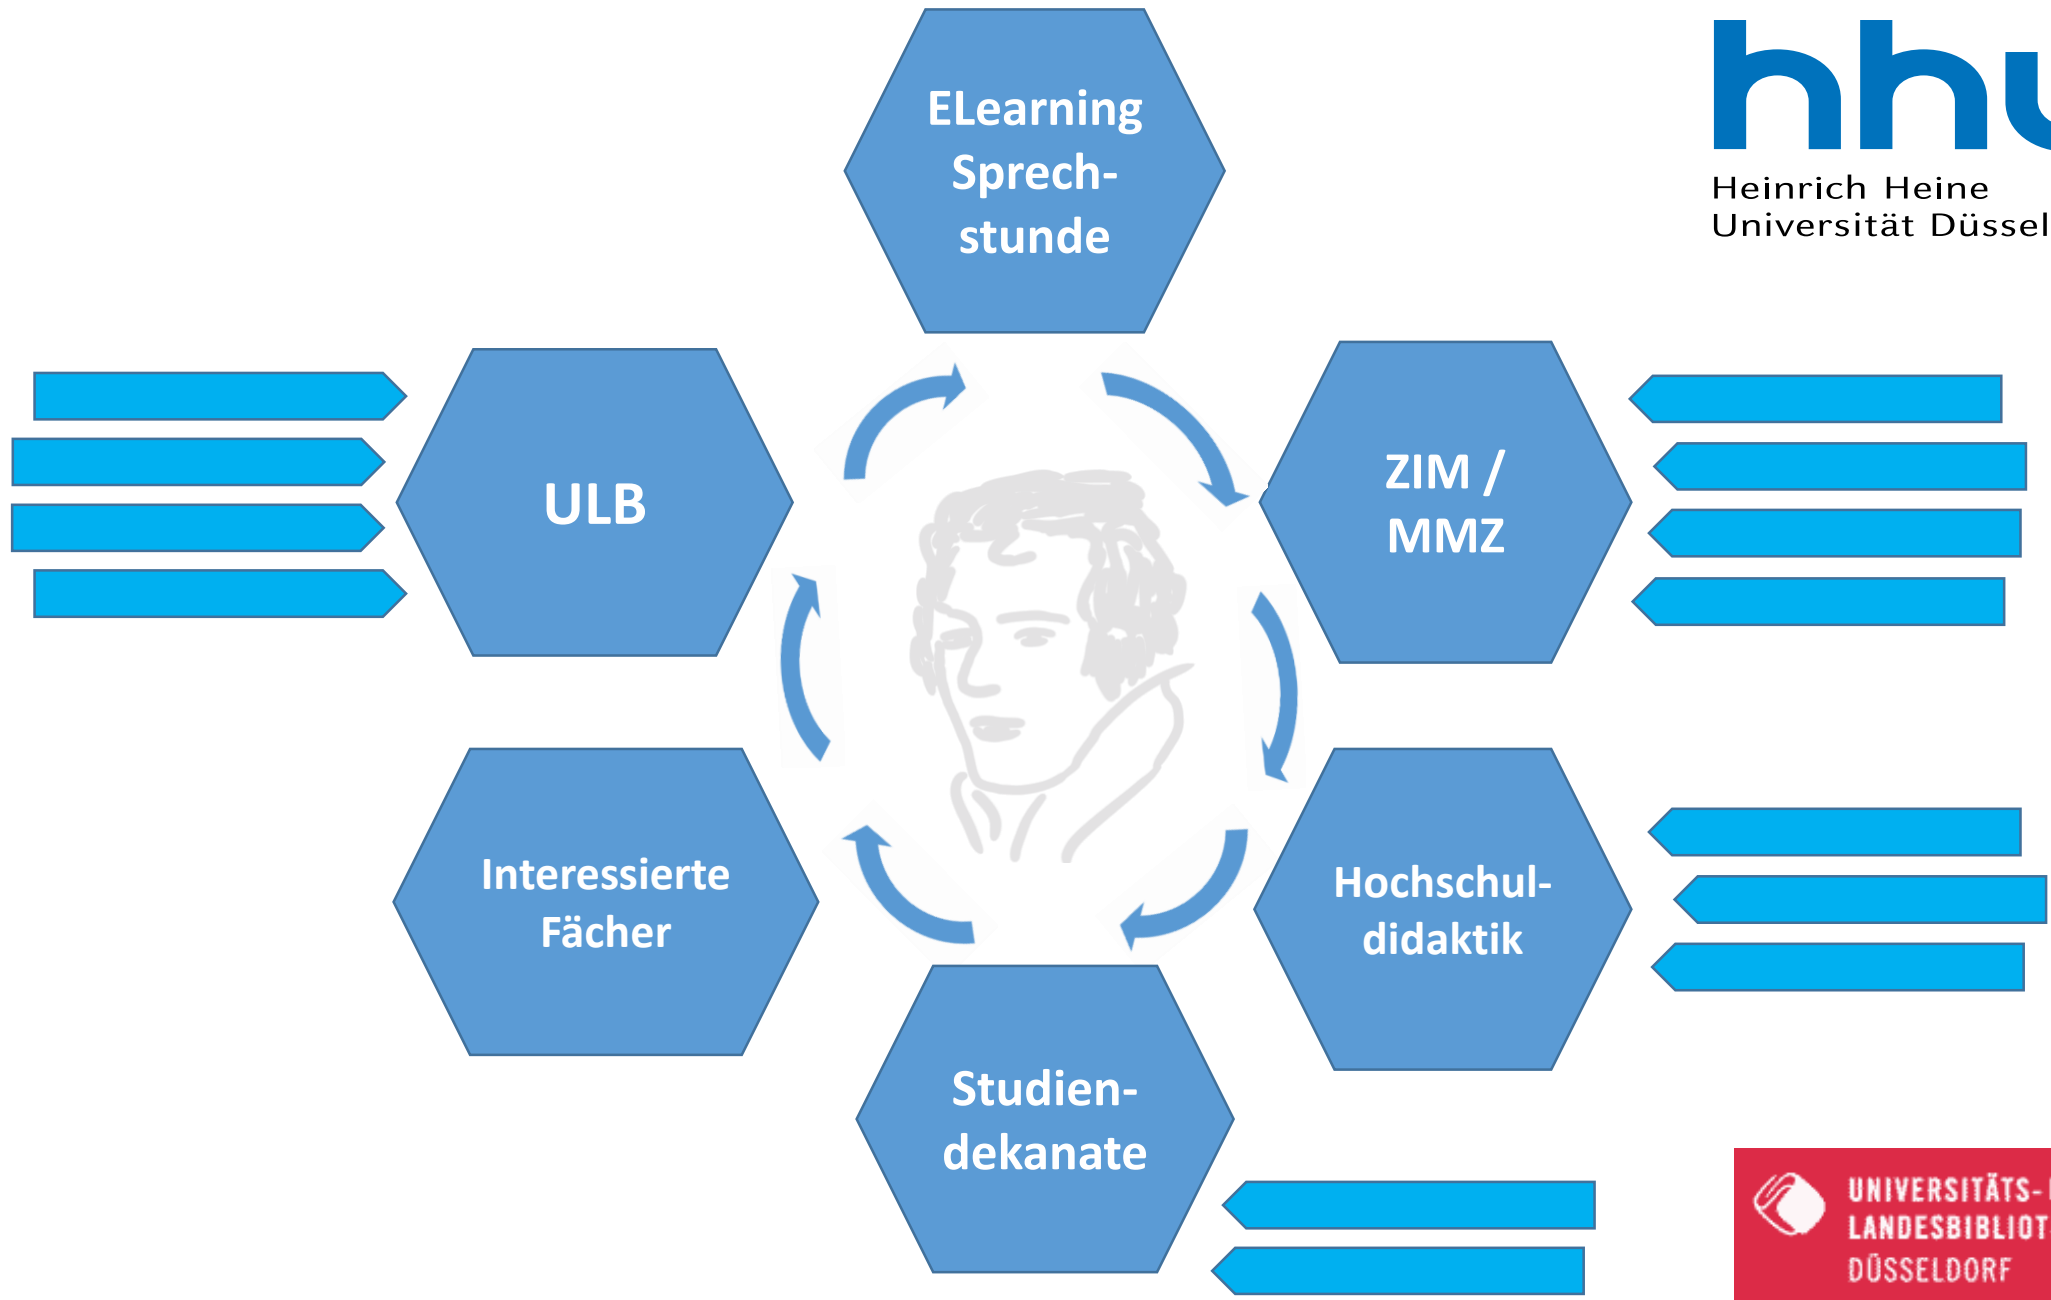 ELearning
Sprech-
stunde
hhu
Heinrich Heine
Universität Düssel
ULB
ZIM /
MMZ
Interessierte
Fächer
Hochschul-
didaktik
Studien-
dekanate
UNIVERSITÄTS-
LANDESBIBLIOT
DÜSSELDORF